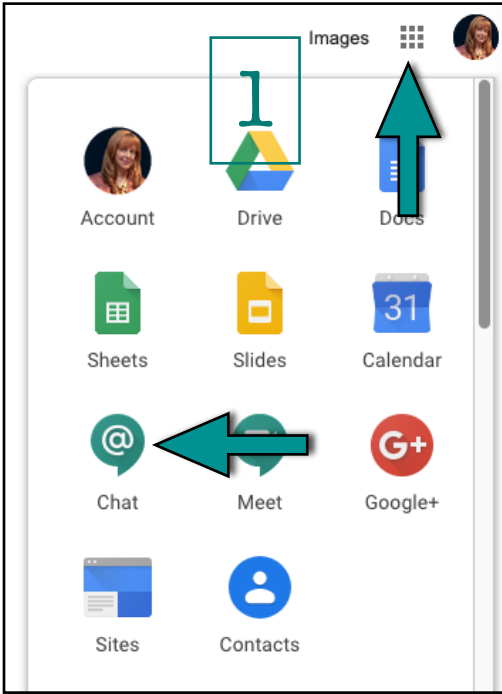 Images
1
Account Drive Docs
Sheets Slides 31 Calendar
@ G+
Chat Meet Google+
Sites Contacts